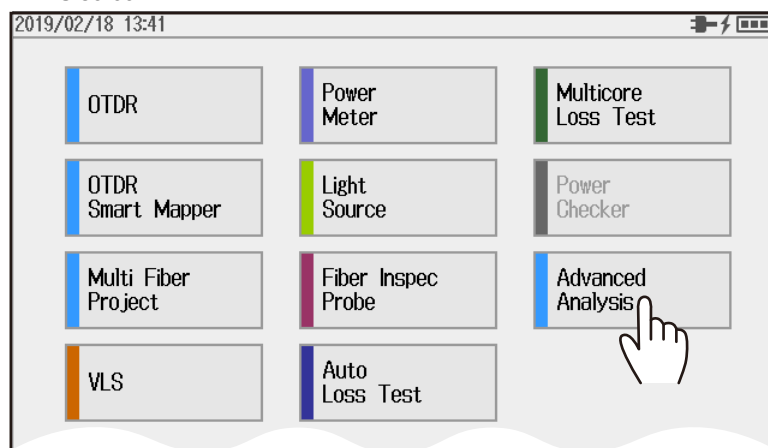 2019/02/18 13:41
OTDR
Power
Meter
Multicore
Loss Test
OTDR
Smart Mapper
Light
Source
Power
Checker
Multi Fiber
Project
Fiber Inspec
Probe
Advanced
Analysis
VLS
Auto
Loss Test